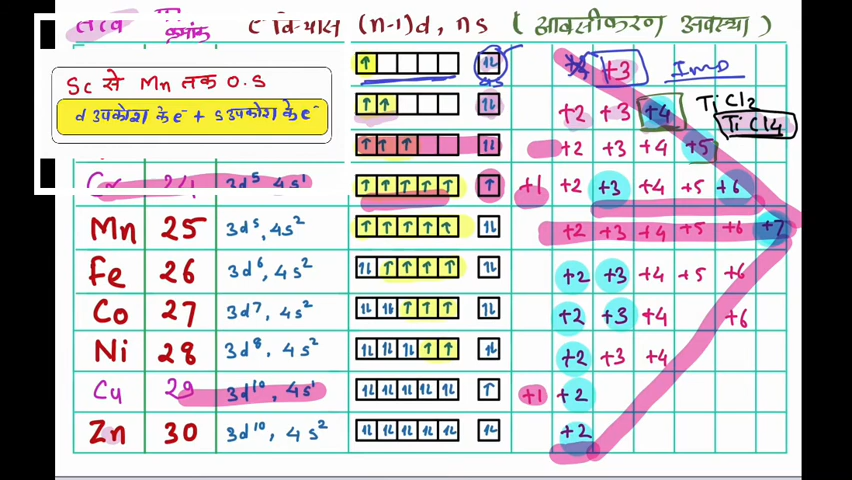 तत्व क्रमांक e⁻ विन्यास (n-1)d, ns (आक्सीकरण अवस्था)
Sc से Mn तक O.S
d उपकोश के e⁻ + s उपकोश के e⁻
↑ ↑↓ 4s +3 Imp
↑ ↑ ↑↓ +2 +3 +4 TiCl2
TiCl4
↑ ↑ ↑ ↑↓ +2 +3 +4 +5
Cr 24 3d⁵ 4s¹ ↑ ↑ ↑ ↑ ↑ ↑ +1 +2 +3 +4 +5 +6
Mn 25 3d⁵, 4s² ↑ ↑ ↑ ↑ ↑ ↑↓ +2 +3 +4 +5 +6 +7
Fe 26 3d⁶, 4s² ↑↓ ↑ ↑ ↑ ↑ ↑↓ +2 +3 +4 +5 +6
Co 27 3d⁷, 4s² ↑↓ ↑↓ ↑ ↑ ↑ ↑↓ +2 +3 +4 +6
Ni 28 3d⁸, 4s² ↑↓ ↑↓ ↑↓ ↑ ↑ ↑↓ +2 +3 +4
Cu 29 3d¹⁰, 4s¹ ↑↓ ↑↓ ↑↓ ↑↓ ↑↓ ↑ +1 +2
Zn 30 3d¹⁰, 4s² ↑↓ ↑↓ ↑↓ ↑↓ ↑↓ ↑↓ +2